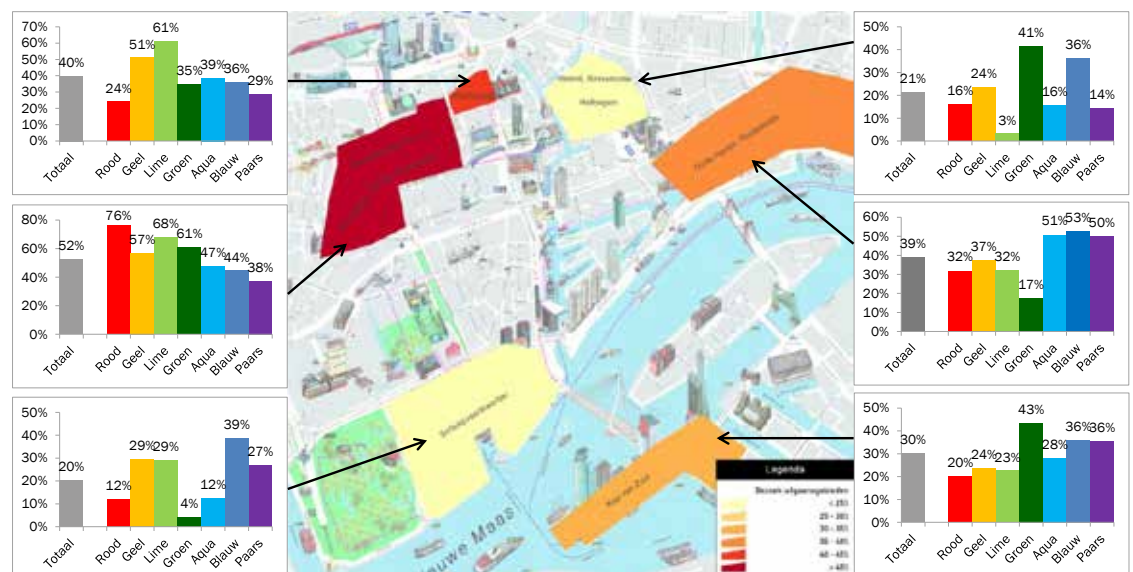 70%
60%
50%
40%
30%
20%
10%
0%
40%
24%
51%
61%
35%
39%
36%
29%
Totaal
Rood
Geel
Lime
Groen
Aqua
Blauw
Paars
80%
60%
40%
20%
0%
52%
76%
57%
68%
61%
47%
44%
38%
Totaal
Rood
Geel
Lime
Groen
Aqua
Blauw
Paars
50%
40%
30%
20%
10%
0%
20%
12%
29%
29%
4%
12%
39%
27%
Totaal
Rood
Geel
Lime
Groen
Aqua
Blauw
Paars
Scheepvaartkwartier
Kop van Zuid
euwe Maas
Legenda
Bezoek uitgaansgebieden
50%
40%
30%
20%
10%
0%
21%
16%
24%
3%
41%
16%
36%
14%
Totaal
Rood
Geel
Lime
Groen
Aqua
Blauw
Paars
60%
50%
40%
30%
20%
10%
0%
39%
32%
37%
32%
17%
51%
53%
50%
Totaal
Rood
Geel
Lime
Groen
Aqua
Blauw
Paars
50%
40%
30%
20%
10%
0%
30%
20%
24%
23%
43%
28%
36%
36%
Totaal
Rood
Geel
Lime
Groen
Aqua
Blauw
Paars